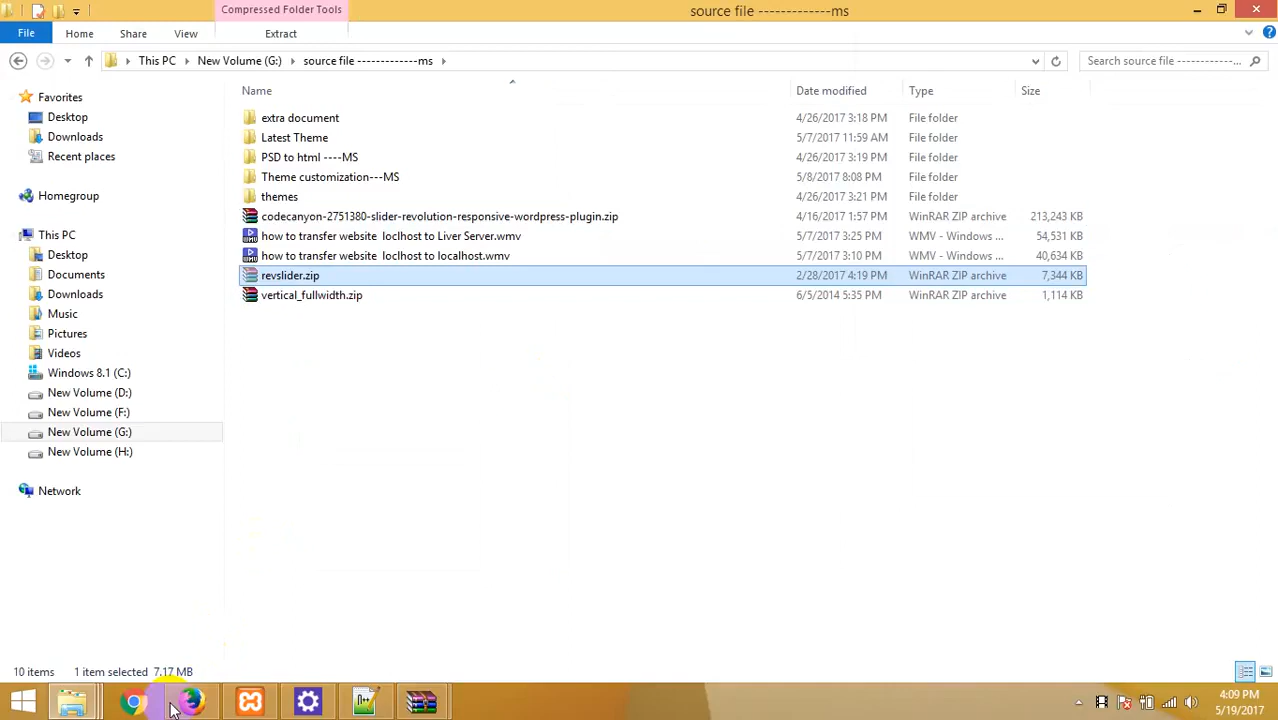 Compressed Folder Tools
source file -------------ms
File
Home
Share
View
Extract
This PC
New Volume (G:)
source file -------------ms
Search source file ------------...
Name
Date modified
Type
Size
Favorites
Desktop
Downloads
Recent places
Homegroup
This PC
Desktop
Documents
Downloads
Music
Pictures
Videos
Windows 8.1 (C:)
New Volume (D:)
New Volume (F:)
New Volume (G:)
New Volume (H:)
Network
extra document 4/26/2017 3:18 PM File folder
Latest Theme 5/7/2017 11:59 AM File folder
PSD to html ----MS 4/26/2017 3:19 PM File folder
Theme customization---MS 5/8/2017 8:08 PM File folder
themes 4/26/2017 3:21 PM File folder
codecanyon-2751380-slider-revolution-responsive-wordpress-plugin.zip 4/16/2017 1:57 PM WinRAR ZIP archive 213,243 KB
how to transfer website loclhost to Liver Server.wmv 5/7/2017 3:25 PM WMV - Windows ... 54,531 KB
how to transfer website loclhost to localhost.wmv 5/7/2017 3:10 PM WMV - Windows ... 40,634 KB
revslider.zip 2/28/2017 4:19 PM WinRAR ZIP archive 7,344 KB
vertical_fullwidth.zip 6/5/2014 5:35 PM WinRAR ZIP archive 1,114 KB
10 items 1 item selected 7.17 MB
4:09 PM
5/19/2017